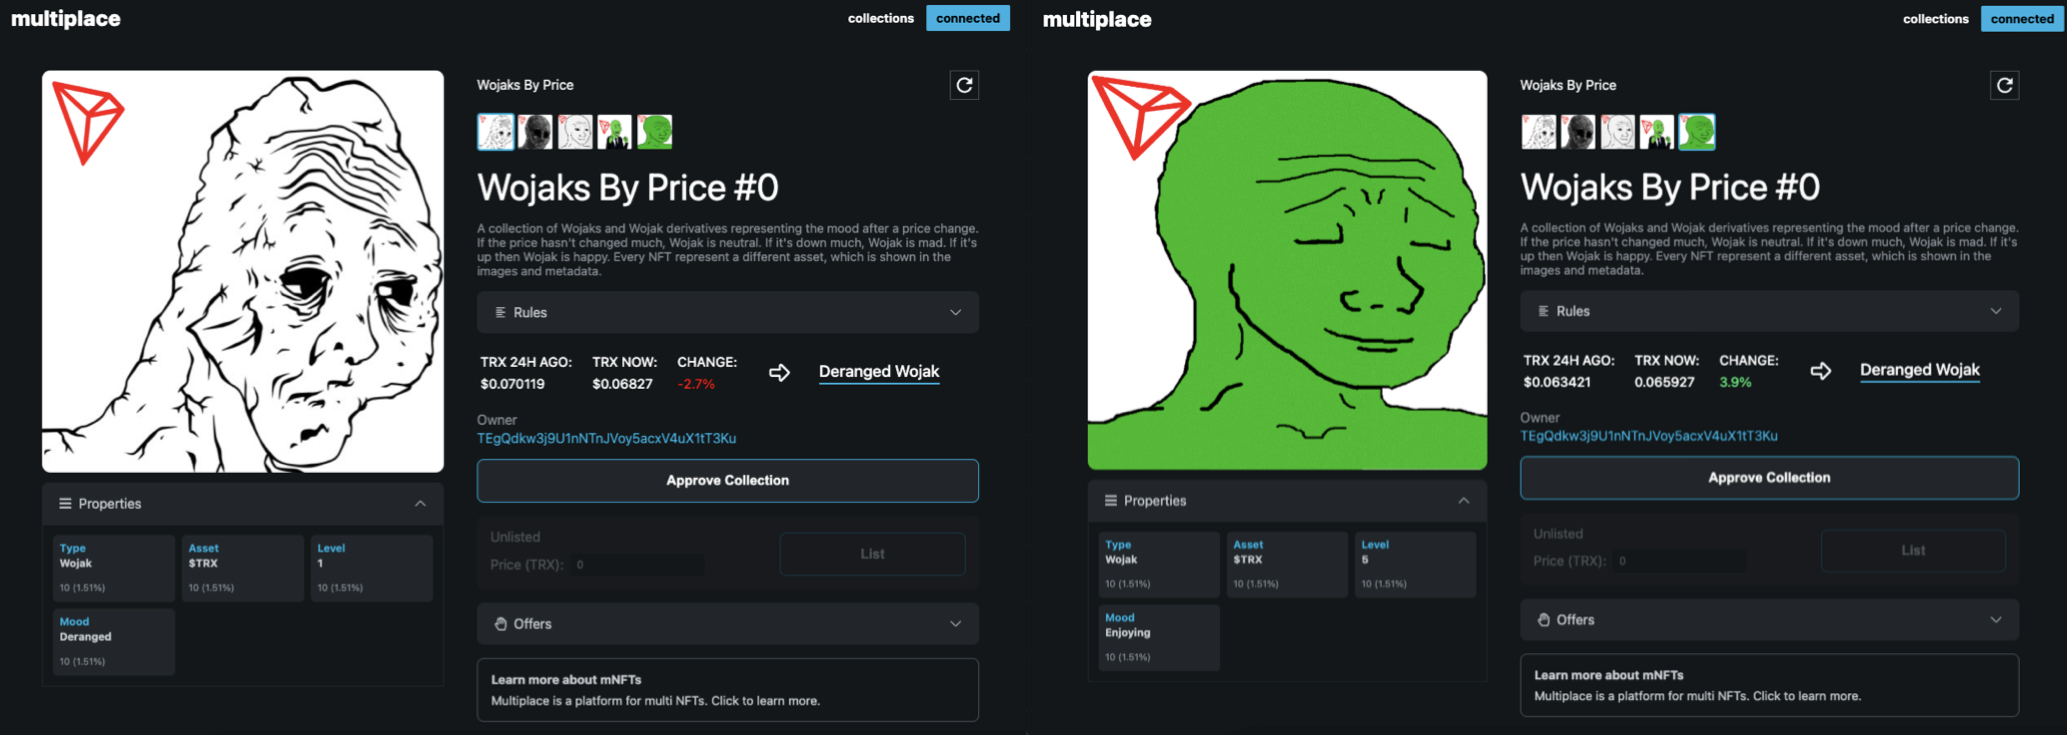 multiplace
collections
connected
Wojaks By Price
Wojaks By Price #0
A collection of Wojaks and Wojak derivatives representing the mood after a price change.
If the price hasn't changed much, Wojak is neutral. If it's down much, Wojak is mad. If it's
up then Wojak is happy. Every NFT represent a different asset, which is shown in the
images and metadata.
Rules
TRX 24H AGO: TRX NOW: CHANGE:
$0.070119 $0.06827 -2.7%
Deranged Wojak
Owner
TEgQdkw3j9U1nNTnJVoy5acxV4uX1tT3Ku
Approve Collection
Unlisted
Price (TRX): 0
List
Offers
Learn more about mNFTs
Multiplace is a platform for multi NFTs. Click to learn more.
Properties
Type
Wojak
10 (1.51%)
Asset
$TRX
10 (1.51%)
Level
1
10 (1.51%)
Mood
Deranged
10 (1.51%)
multiplace
collections
connected
Wojaks By Price
Wojaks By Price #0
A collection of Wojaks and Wojak derivatives representing the mood after a price change.
If the price hasn't changed much, Wojak is neutral. If it's down much, Wojak is mad. If it's
up then Wojak is happy. Every NFT represent a different asset, which is shown in the
images and metadata.
Rules
TRX 24H AGO: TRX NOW: CHANGE:
$0.063421 0.065927 3.9%
Deranged Wojak
Owner
TEgQdkw3j9U1nNTnJVoy5acxV4uX1tT3Ku
Approve Collection
Unlisted
Price (TRX): 0
List
Offers
Learn more about mNFTs
Multiplace is a platform for multi NFTs. Click to learn more.
Properties
Type
Wojak
10 (1.51%)
Asset
$TRX
10 (1.51%)
Level
5
10 (1.51%)
Mood
Enjoying
10 (1.51%)